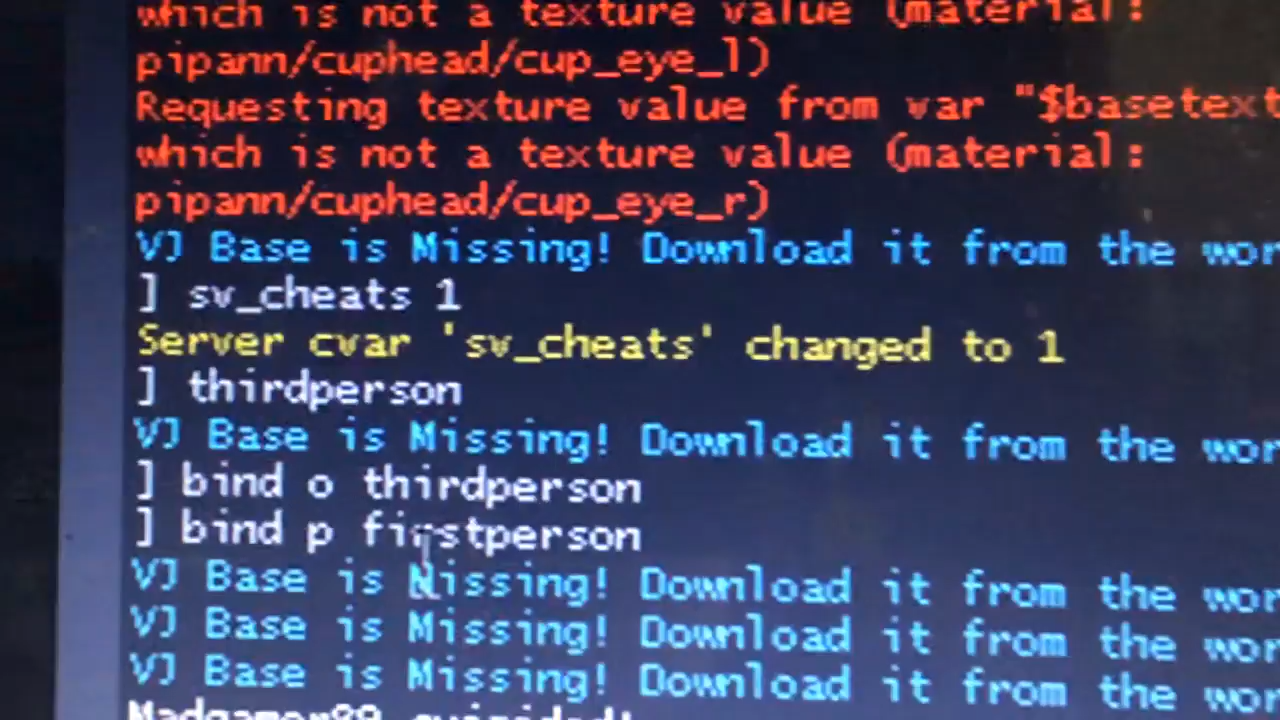 which is not a texture value (material:
pipann/cuphead/cup_eye_l)
Requesting texture value from var "$basetext
which is not a texture value (material:
pipann/cuphead/cup_eye_r)
VJ Base is Missing! Download it from the wor
] sv_cheats 1
Server cvar 'sv_cheats' changed to 1
] thirdperson
VJ Base is Missing! Download it from the wor
] bind o thirdperson
] bind p firstperson
VJ Base is Missing! Download it from the wor
VJ Base is Missing! Download it from the wor
VJ Base is Missing! Download it from the wor
Madgamer89 suicided!